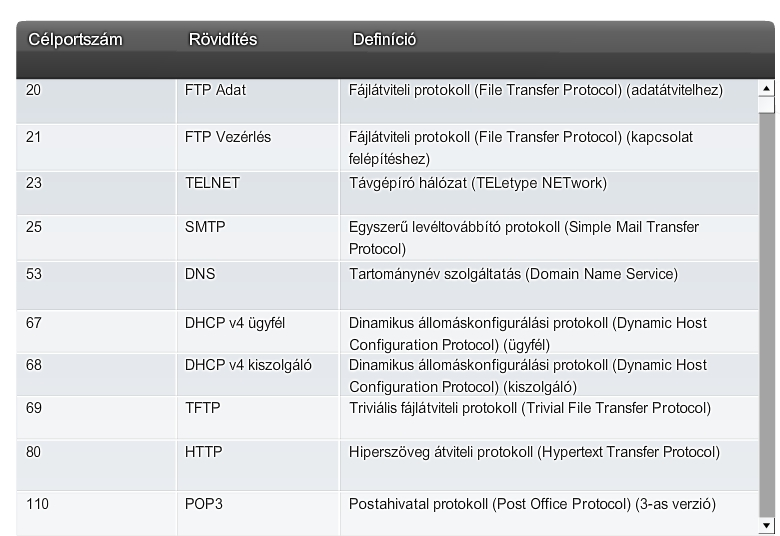 Célportszám Rövidítés Definíció
20 FTP Adat Fájlátviteli protokoll (File Transfer Protocol) (adatátvitelhez)
21 FTP Vezérlés Fájlátviteli protokoll (File Transfer Protocol) (kapcsolat
felépítéshez)
23 TELNET Távgépíró hálózat (TELetype NETwork)
25 SMTP Egyszerű levéltovábbító protokoll (Simple Mail Transfer
Protocol)
53 DNS Tartománynév szolgáltatás (Domain Name Service)
67 DHCP v4 ügyfél Dinamikus állomáskonfigurálási protokoll (Dynamic Host
Configuration Protocol) (ügyfél)
68 DHCP v4 kiszolgáló Dinamikus állomáskonfigurálási protokoll (Dynamic Host
Configuration Protocol) (kiszolgáló)
69 TFTP Triviális fájlátviteli protokoll (Trivial File Transfer Protocol)
80 HTTP Hiperszöveg átviteli protokoll (Hypertext Transfer Protocol)
110 POP3 Postahivatal protokoll (Post Office Protocol) (3-as verzió)